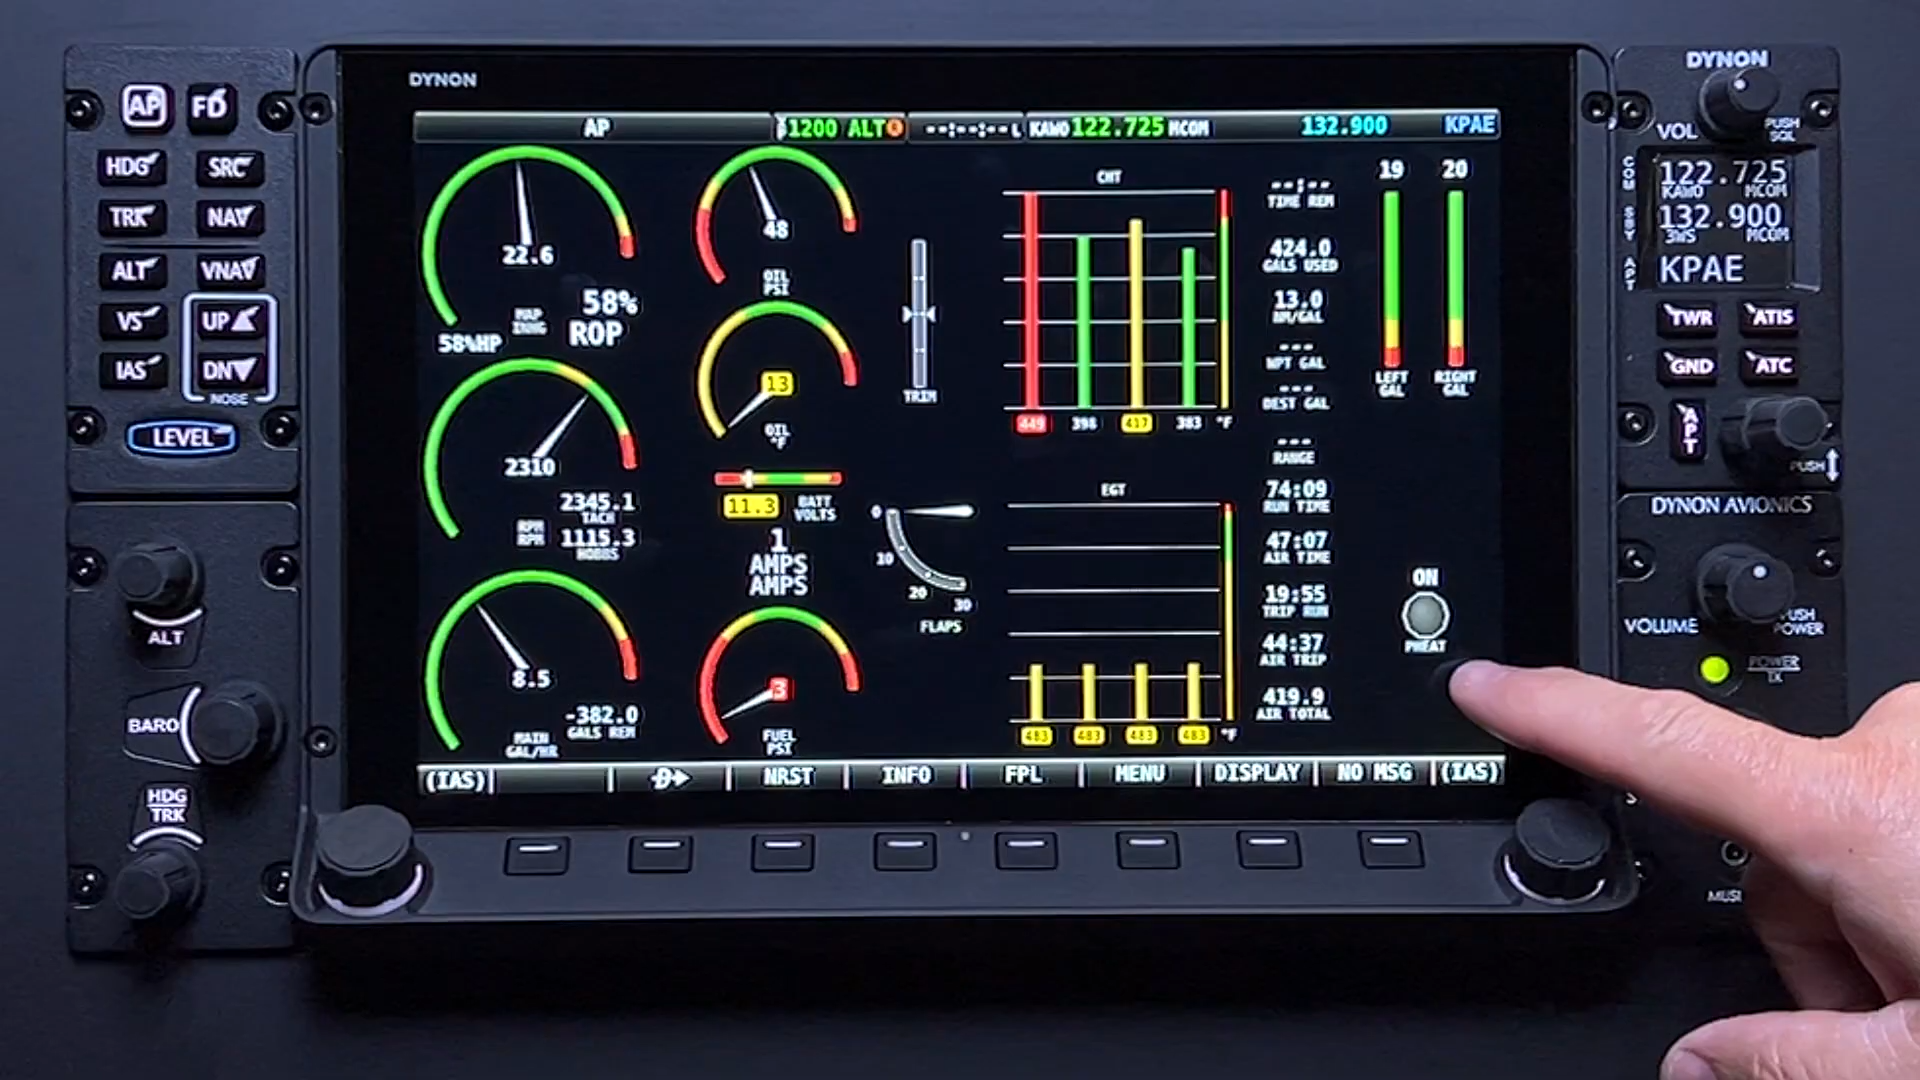 DYNON
AP FD
HDG SRC
TRK NAV
ALT VNAV
VS UP
IAS DN
NOSE
LEVEL
ALT
BARO
HDG
TRK
AP
1200 ALT
--:--:-- L
KAWO 122.725 MCOM
132.900 KPAE
22.6
MAP
INHG
58%
ROP
58%HP
2310
2345.1
TACH
RPM
RPM
1115.3
HOBBS
8.5
-382.0
GALS REM
MAIN
GAL/HR
48
OIL
PSI
13
OIL
°F
11.3
BATT
VOLTS
1
AMPS
AMPS
3
FUEL
PSI
TRIM
0
10
20
30
FLAPS
CHT
449 398 417 383 °F
EGT
483 483 483 483 °F
--:--
TIME REM
424.0
GALS USED
13.0
NM/GAL
---
WPT GAL
---
DEST GAL
---
RANGE
74:09
RUN TIME
47:07
AIR TIME
19:55
TRIP RUN
44:37
AIR TRIP
419.9
AIR TOTAL
19 20
LEFT
GAL
RIGHT
GAL
ON
PHEAT
(IAS) D NRST INFO FPL MENU DISPLAY NO MSG (IAS)
DYNON
VOL
PUSH
SQL
COM
122.725
KAWO MCOM
SBY
132.900
3WS MCOM
APT
KPAE
TWR ATIS
GND ATC
APT
PUSH
DYNON AVIONICS
VOLUME
PUSH
POWER
POWER
TX
MUSI